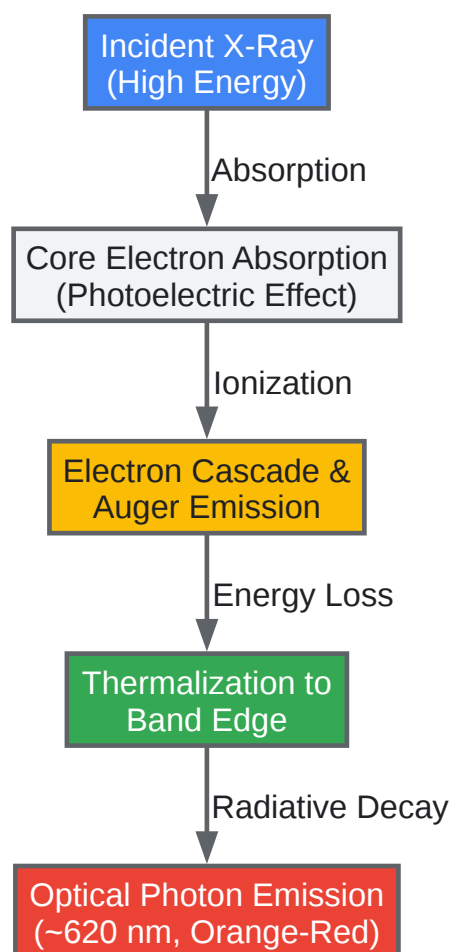 Incident X-Ray
(High Energy)
Absorption
Core Electron Absorption
(Photoelectric Effect)
Ionization
Electron Cascade &
Auger Emission
Energy Loss
Thermalization to
Band Edge
Radiative Decay
Optical Photon Emission
(~620 nm, Orange-Red)